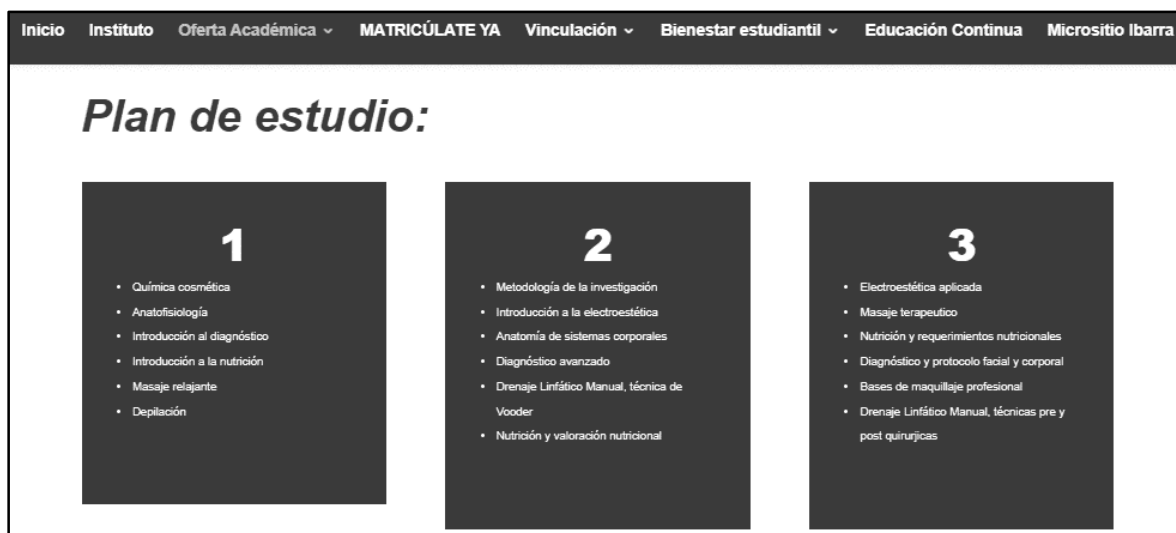 Inicio Instituto Oferta Académica MATRICÚLATE YA Vinculación Bienestar estudiantil Educación Continua Micrositio Ibarra
Plan de estudio:
1
• Química cosmética
• Anatofisiología
• Introducción al diagnóstico
• Introducción a la nutrición
• Masaje relajante
• Depilación
2
• Metodología de la investigación
• Introducción a la electroestética
• Anatomía de sistemas corporales
• Diagnóstico avanzado
• Drenaje Linfático Manual, técnica de
Vooder
• Nutrición y valoración nutricional
3
• Electroestética aplicada
• Masaje terapeutico
• Nutrición y requerimientos nutricionales
• Diagnóstico y protocolo facial y corporal
• Bases de maquillaje profesional
• Drenaje Linfático Manual, técnicas pre y
post quirurjicas